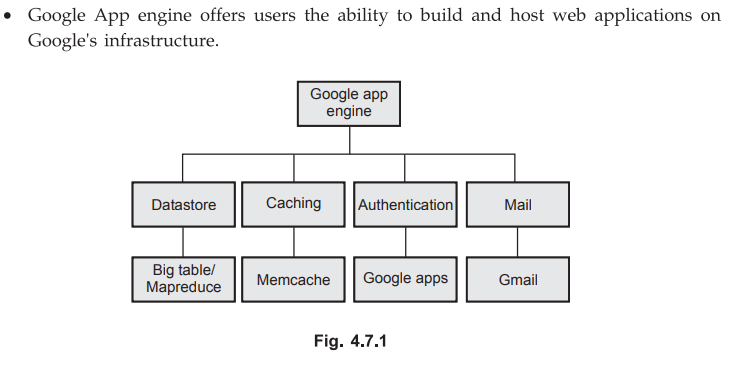 • Google App engine offers users the ability to build and host web applications on
Google's infrastructure.
Google app
engine
Datastore
Caching
Authentication
Mail
Big table/
Mapreduce
Memcache
Google apps
Gmail
Fig. 4.7.1